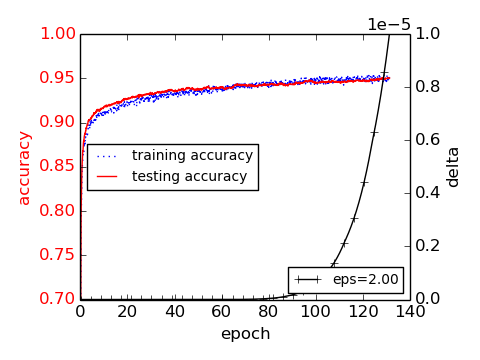 1e−5
1.00
0.95
0.90
0.85
0.80
0.75
0.70
accuracy
training accuracy
testing accuracy
eps=2.00
1.0
0.8
0.6
0.4
0.2
0.0
delta
0 20 40 60 80 100 120 140
epoch